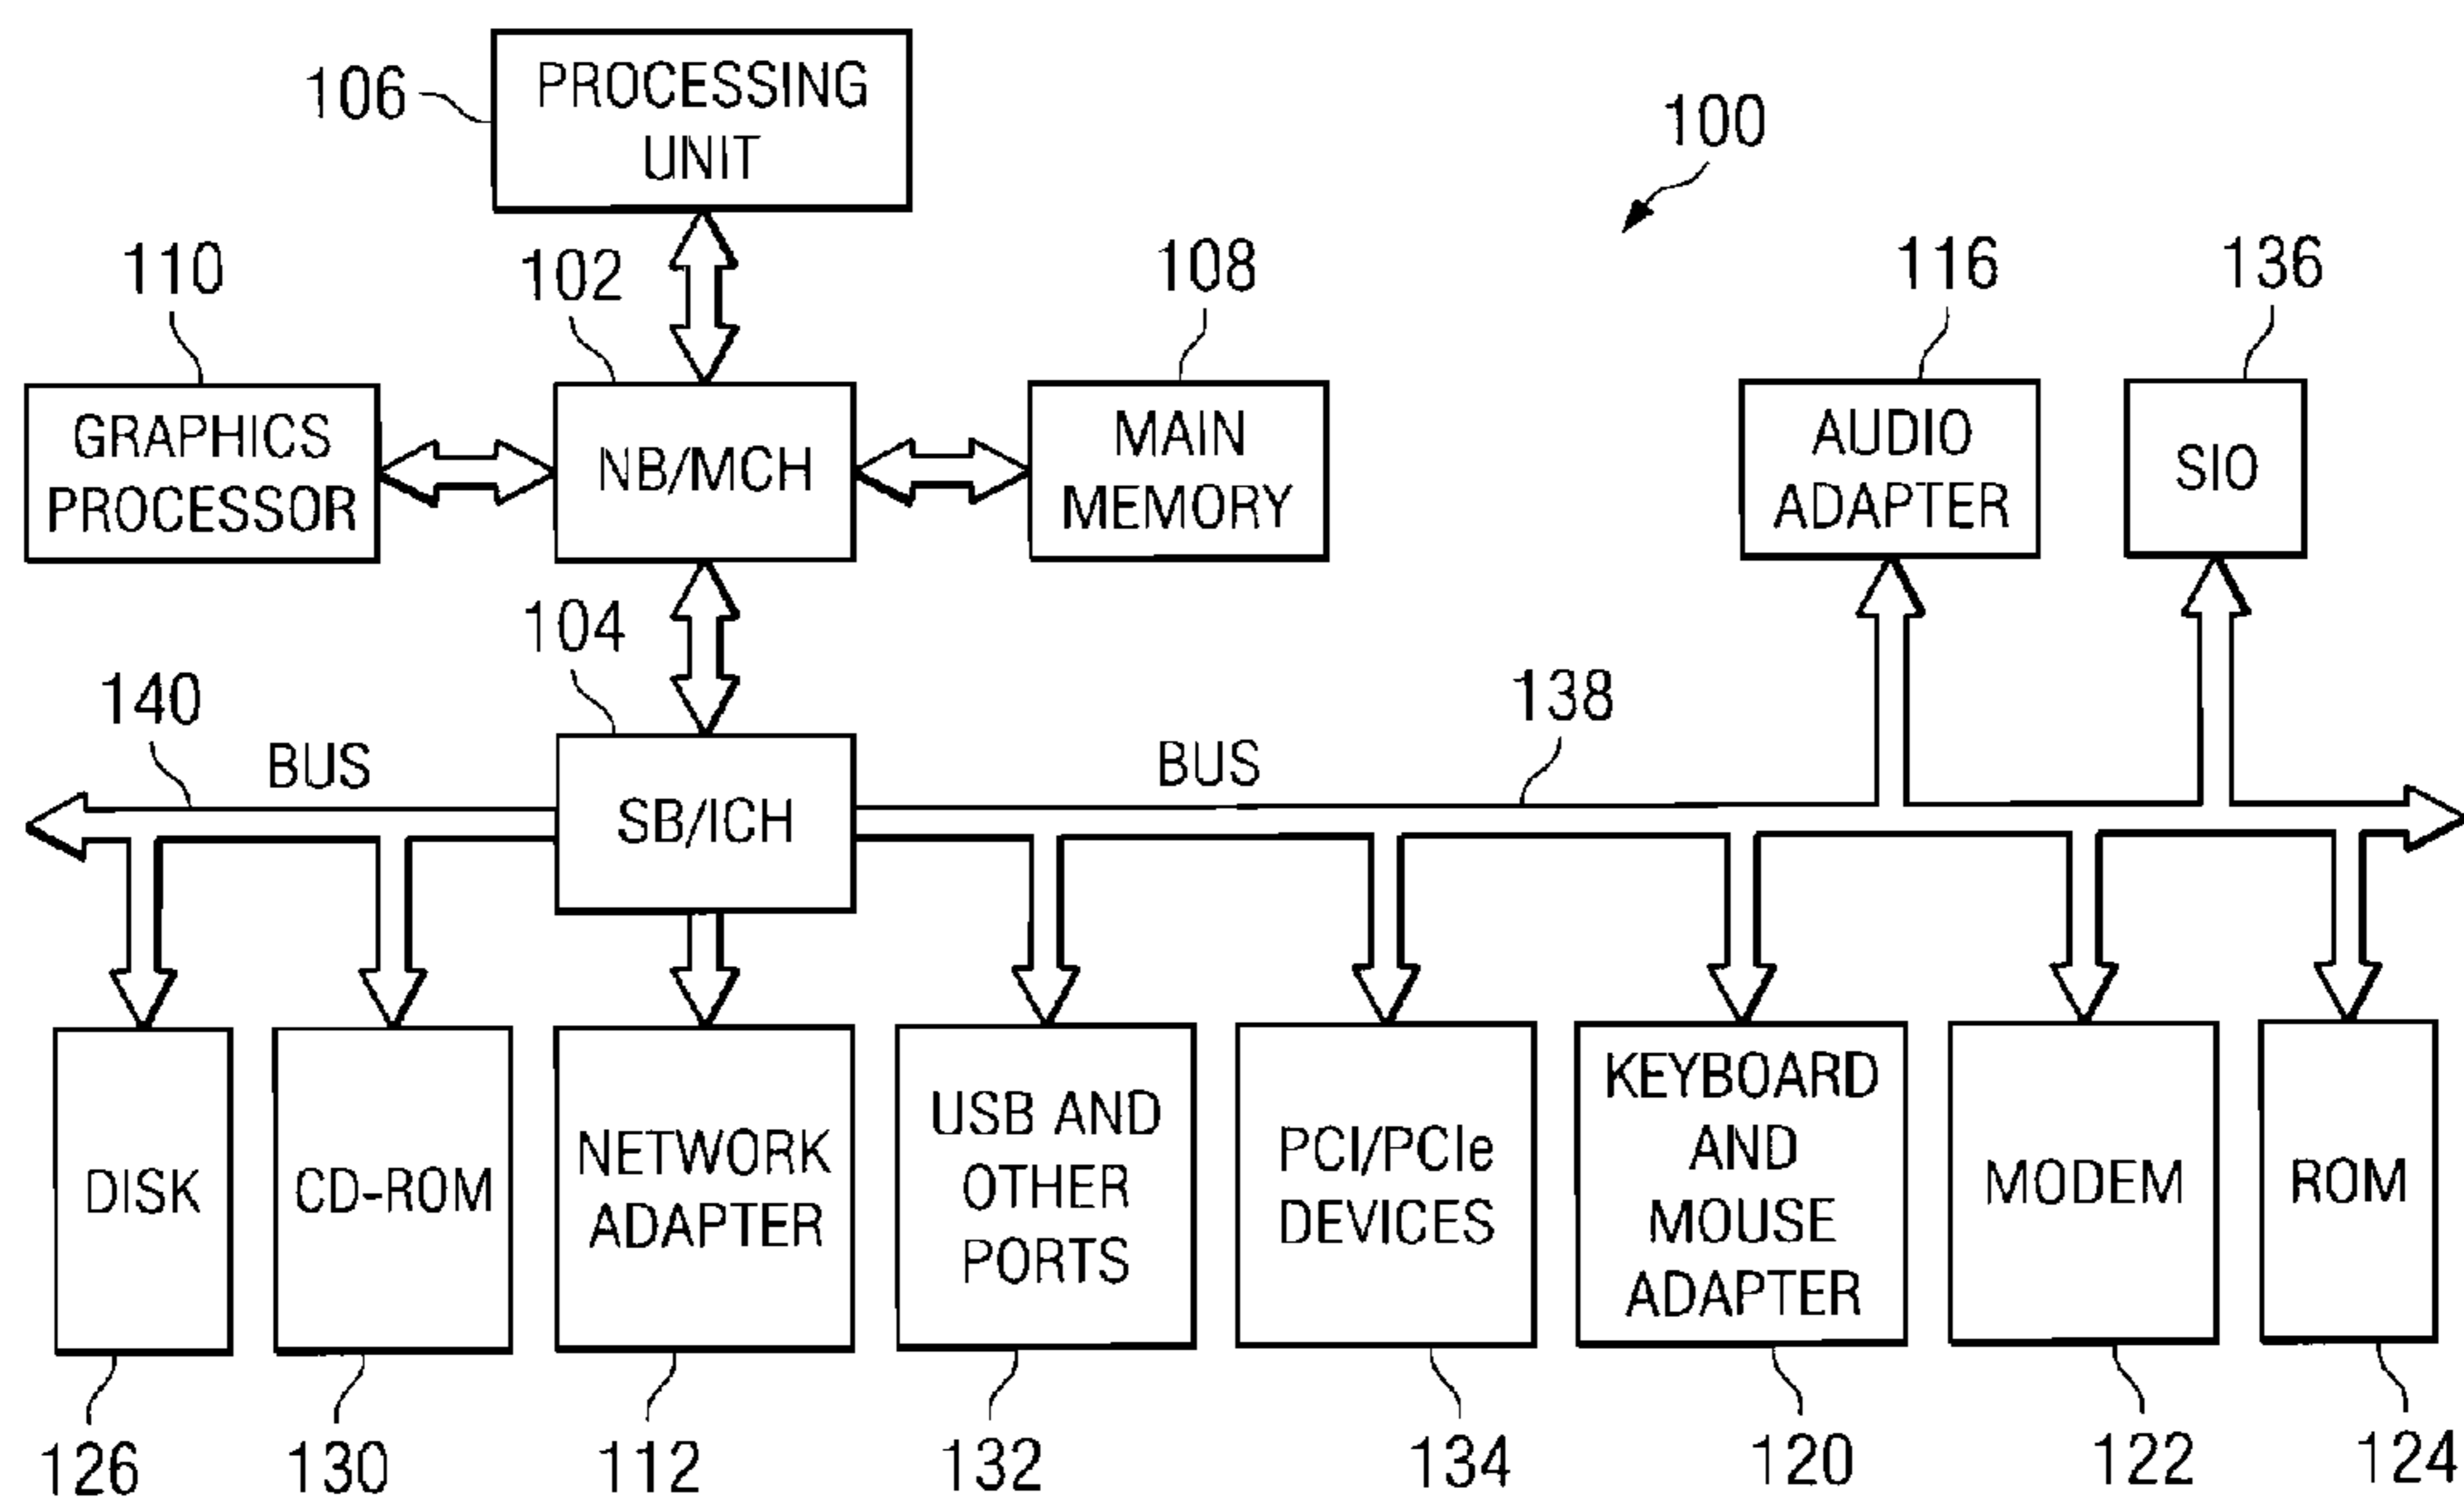 PROCESSING
UNIT
106
100
110
102
108
116
136
GRAPHICS
PROCESSOR
NB/MCH
MAIN
MEMORY
AUDIO
ADAPTER
SIO
104
140
BUS
BUS
138
SB/ICH
DISK
CD-ROM
NETWORK
ADAPTER
USB AND
OTHER
PORTS
PCI/PCIe
DEVICES
KEYBOARD
AND
MOUSE
ADAPTER
MODEM
ROM
126
130
112
132
134
120
122
124